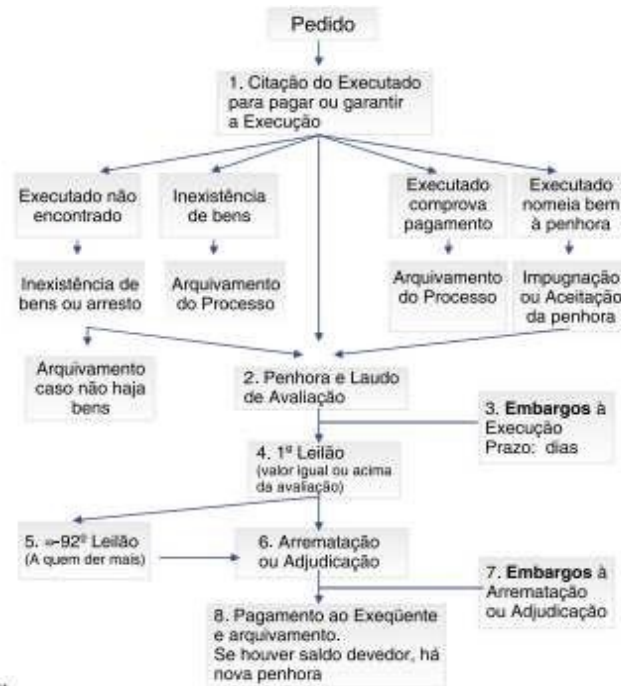 Pedido
1. Citação do Executado
para pagar ou garantir
a Execução
Executado não
encontrado
Inexistência
de bens
Executado
comprova
pagamento
Executado
nomeia bem
à penhora
Inexistência de
bens ou arresto
Arquivamento
do Processo
Arquivamento
do Processo
Impugnação
ou Aceitação
da penhora
Arquivamento
caso não haja
bens
2. Penhora e Laudo
de Avaliação
3. Embargos à
Execução
Prazo: dias
4. 1º Leilão
(valor igual ou acima
da avaliação)
5. =-92º Leilão
(A quem der mais)
6. Arrematação
ou Adjudicação
7. Embargos à
Arrematação
ou Adjudicação
8. Pagamento ao Exeqüente
e arquivamento.
Se houver saldo devedor, há
nova penhora